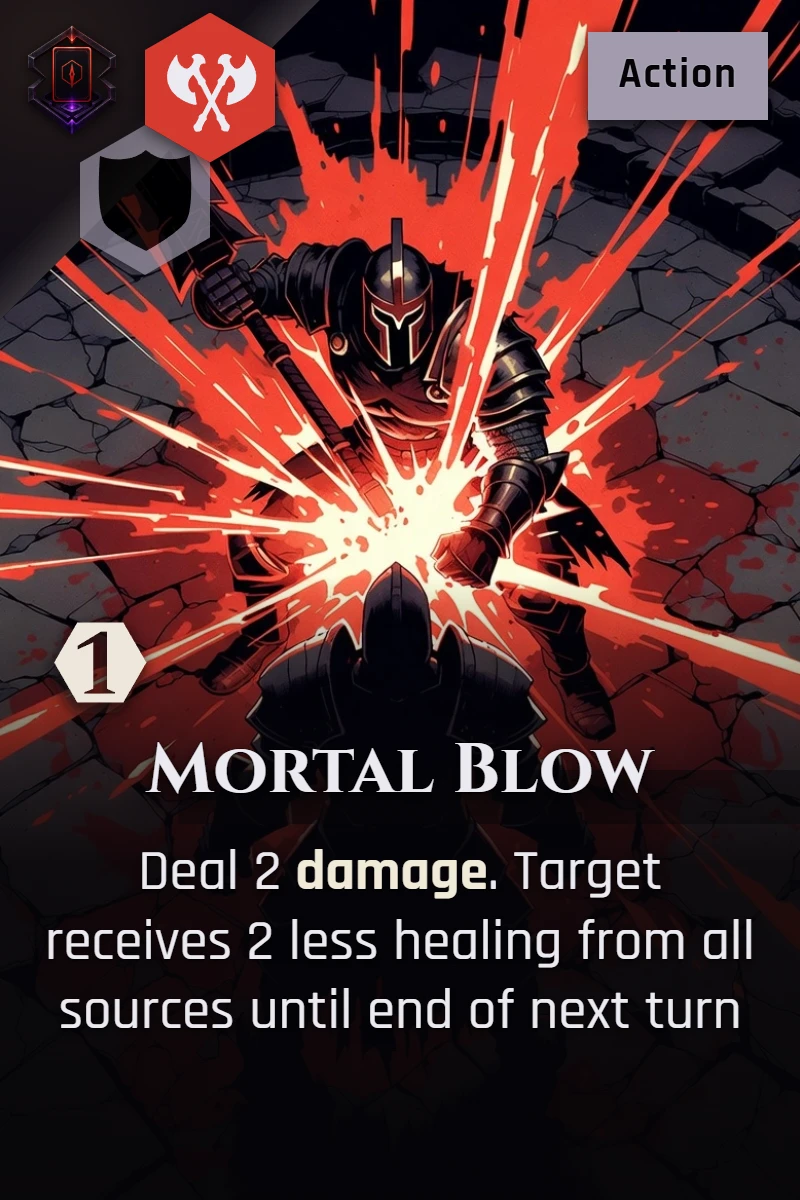 Action
1
Mortal Blow
Deal 2 damage. Target
receives 2 less healing from all
sources until end of next turn